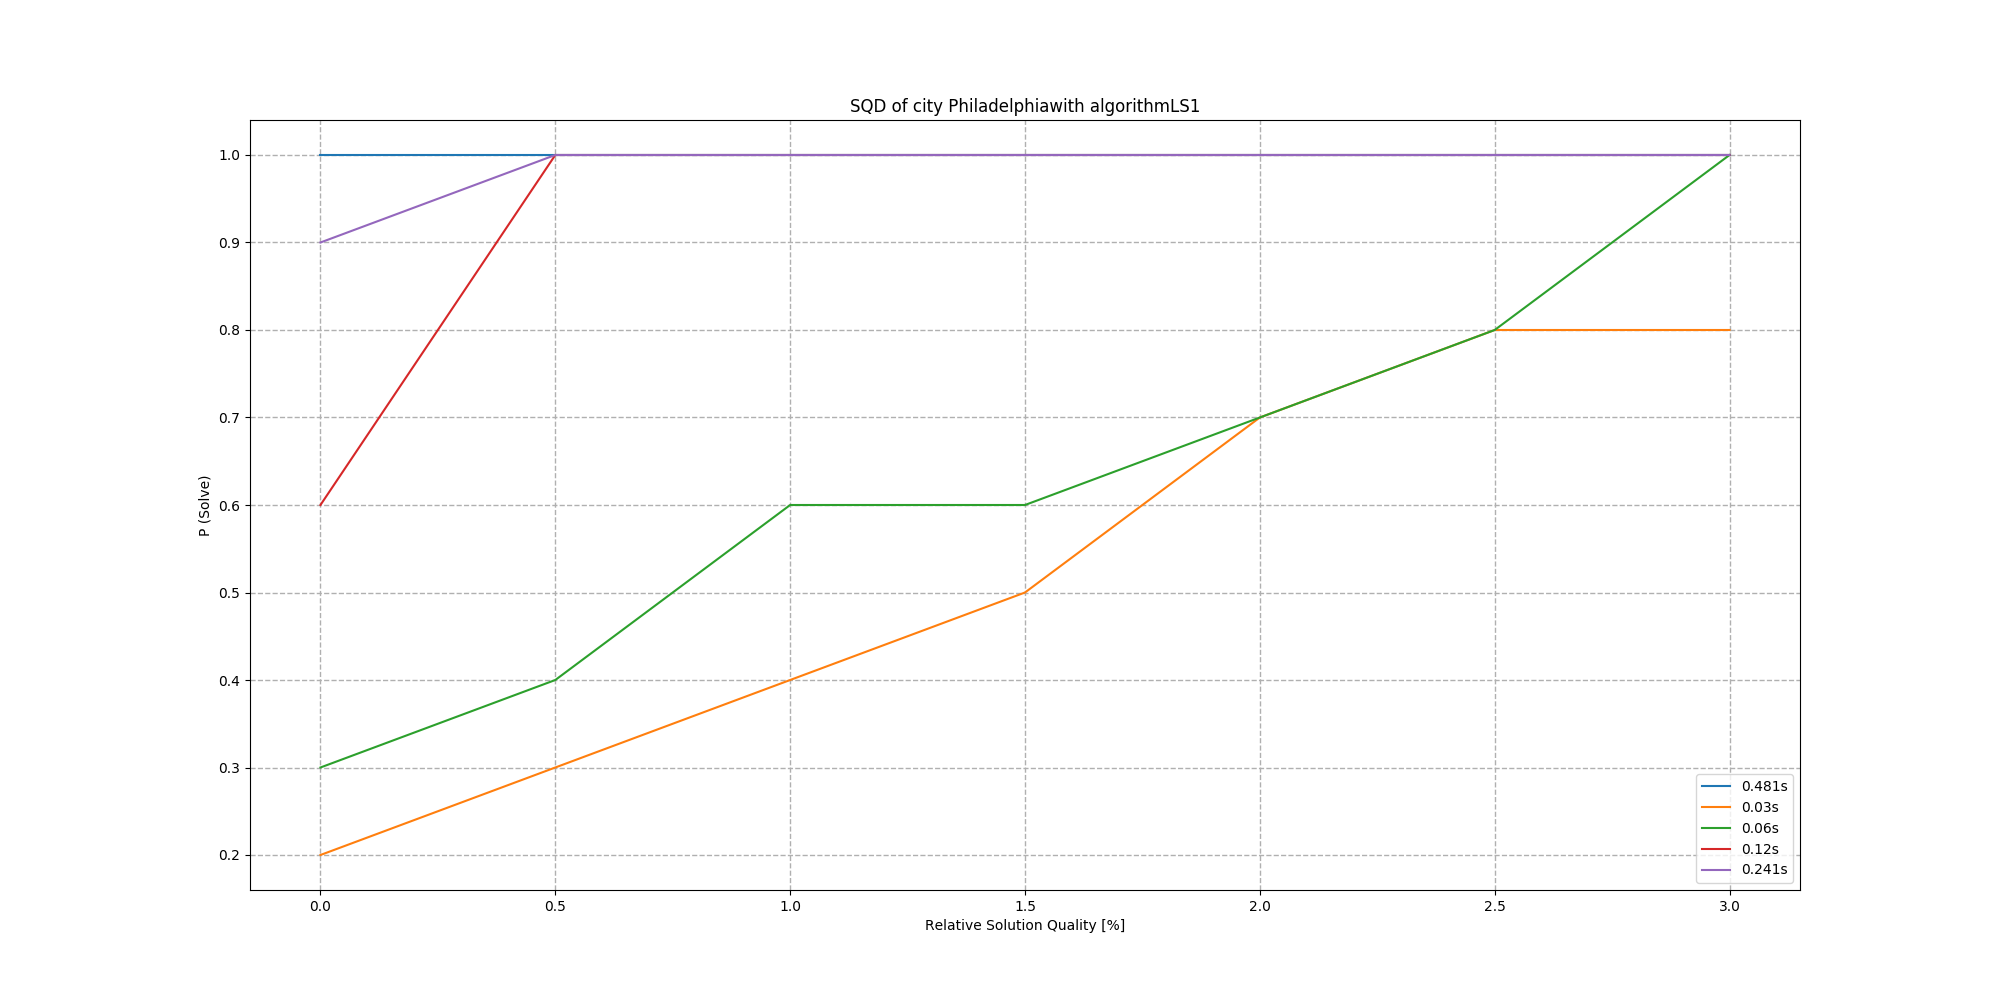 SQD of city Philadelphiawith algorithmLS1
1.0
0.9
0.8
0.7
0.6
0.5
0.4
0.3
0.2
P (Solve)
0.481s
0.03s
0.06s
0.12s
0.241s
0.0 0.5 1.0 1.5 2.0 2.5 3.0
Relative Solution Quality [%]